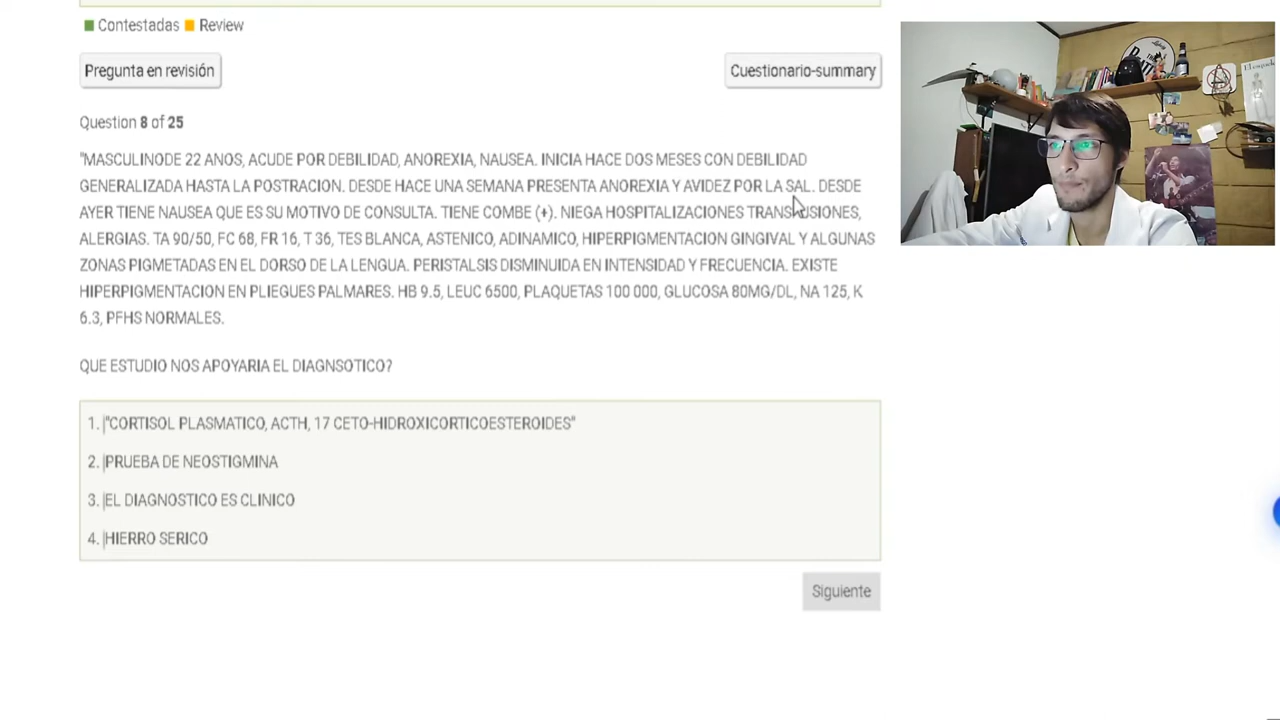 Contestadas Review
Pregunta en revisión
Cuestionario-summary
Question 8 of 25
"MASCULINODE 22 ANOS, ACUDE POR DEBILIDAD, ANOREXIA, NAUSEA. INICIA HACE DOS MESES CON DEBILIDAD
GENERALIZADA HASTA LA POSTRACION. DESDE HACE UNA SEMANA PRESENTA ANOREXIA Y AVIDEZ POR LA SAL. DESDE
AYER TIENE NAUSEA QUE ES SU MOTIVO DE CONSULTA. TIENE COMBE (+). NIEGA HOSPITALIZACIONES TRANSFUSIONES,
ALERGIAS. TA 90/50, FC 68, FR 16, T 36, TES BLANCA, ASTENICO, ADINAMICO, HIPERPIGMENTACION GINGIVAL Y ALGUNAS
ZONAS PIGMETADAS EN EL DORSO DE LA LENGUA. PERISTALSIS DISMINUIDA EN INTENSIDAD Y FRECUENCIA. EXISTE
HIPERPIGMENTACION EN PLIEGUES PALMARES. HB 9.5, LEUC 6500, PLAQUETAS 100 000, GLUCOSA 80MG/DL, NA 125, K
6.3, PFHS NORMALES.
QUE ESTUDIO NOS APOYARIA EL DIAGNSOTICO?
1. "CORTISOL PLASMATICO, ACTH, 17 CETO-HIDROXICORTICOESTEROIDES"
2. PRUEBA DE NEOSTIGMINA
3. EL DIAGNOSTICO ES CLINICO
4. HIERRO SERICO
Siguiente